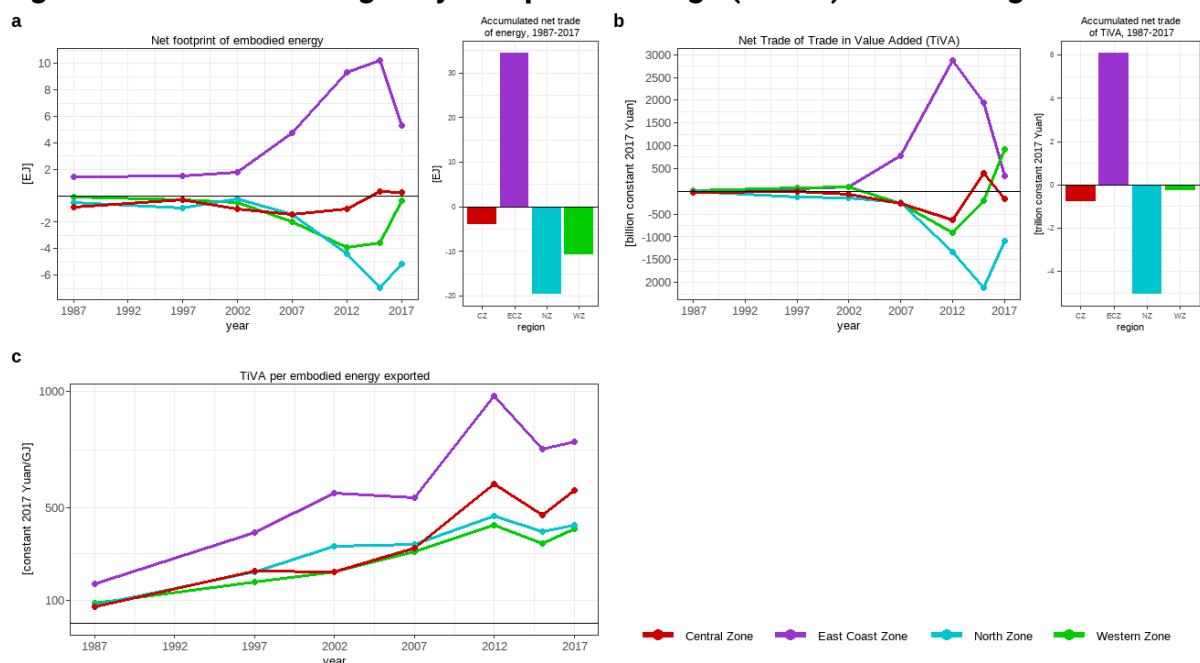 a
Net footprint of embodied energy
[EJ]
10
8
6
4
2
-2
-4
-6
1987 1992 1997 2002 2007 2012 2017
year
Accumulated net trade
of energy, 1987-2017
[EJ]
30
20
10
0
-10
-20
CZ ECZ NZ WZ
region
b
Net Trade of Trade in Value Added (TiVA)
[billion constant 2017 Yuan]
3000
2500
2000
1500
1000
500
-500
-1000
1500
2000
1987 1992 1997 2002 2007 2012 2017
year
Accumulated net trade
of TiVA, 1987-2017
[trillion constant 2017 Yuan]
6
4
2
0
-2
-4
CZ ECZ NZ WZ
region
c
TiVA per embodied energy exported
[constant 2017 Yuan/GJ]
1000
500
100
1987 1992 1997 2002 2007 2012 2017
year
Central Zone East Coast Zone North Zone Western Zone